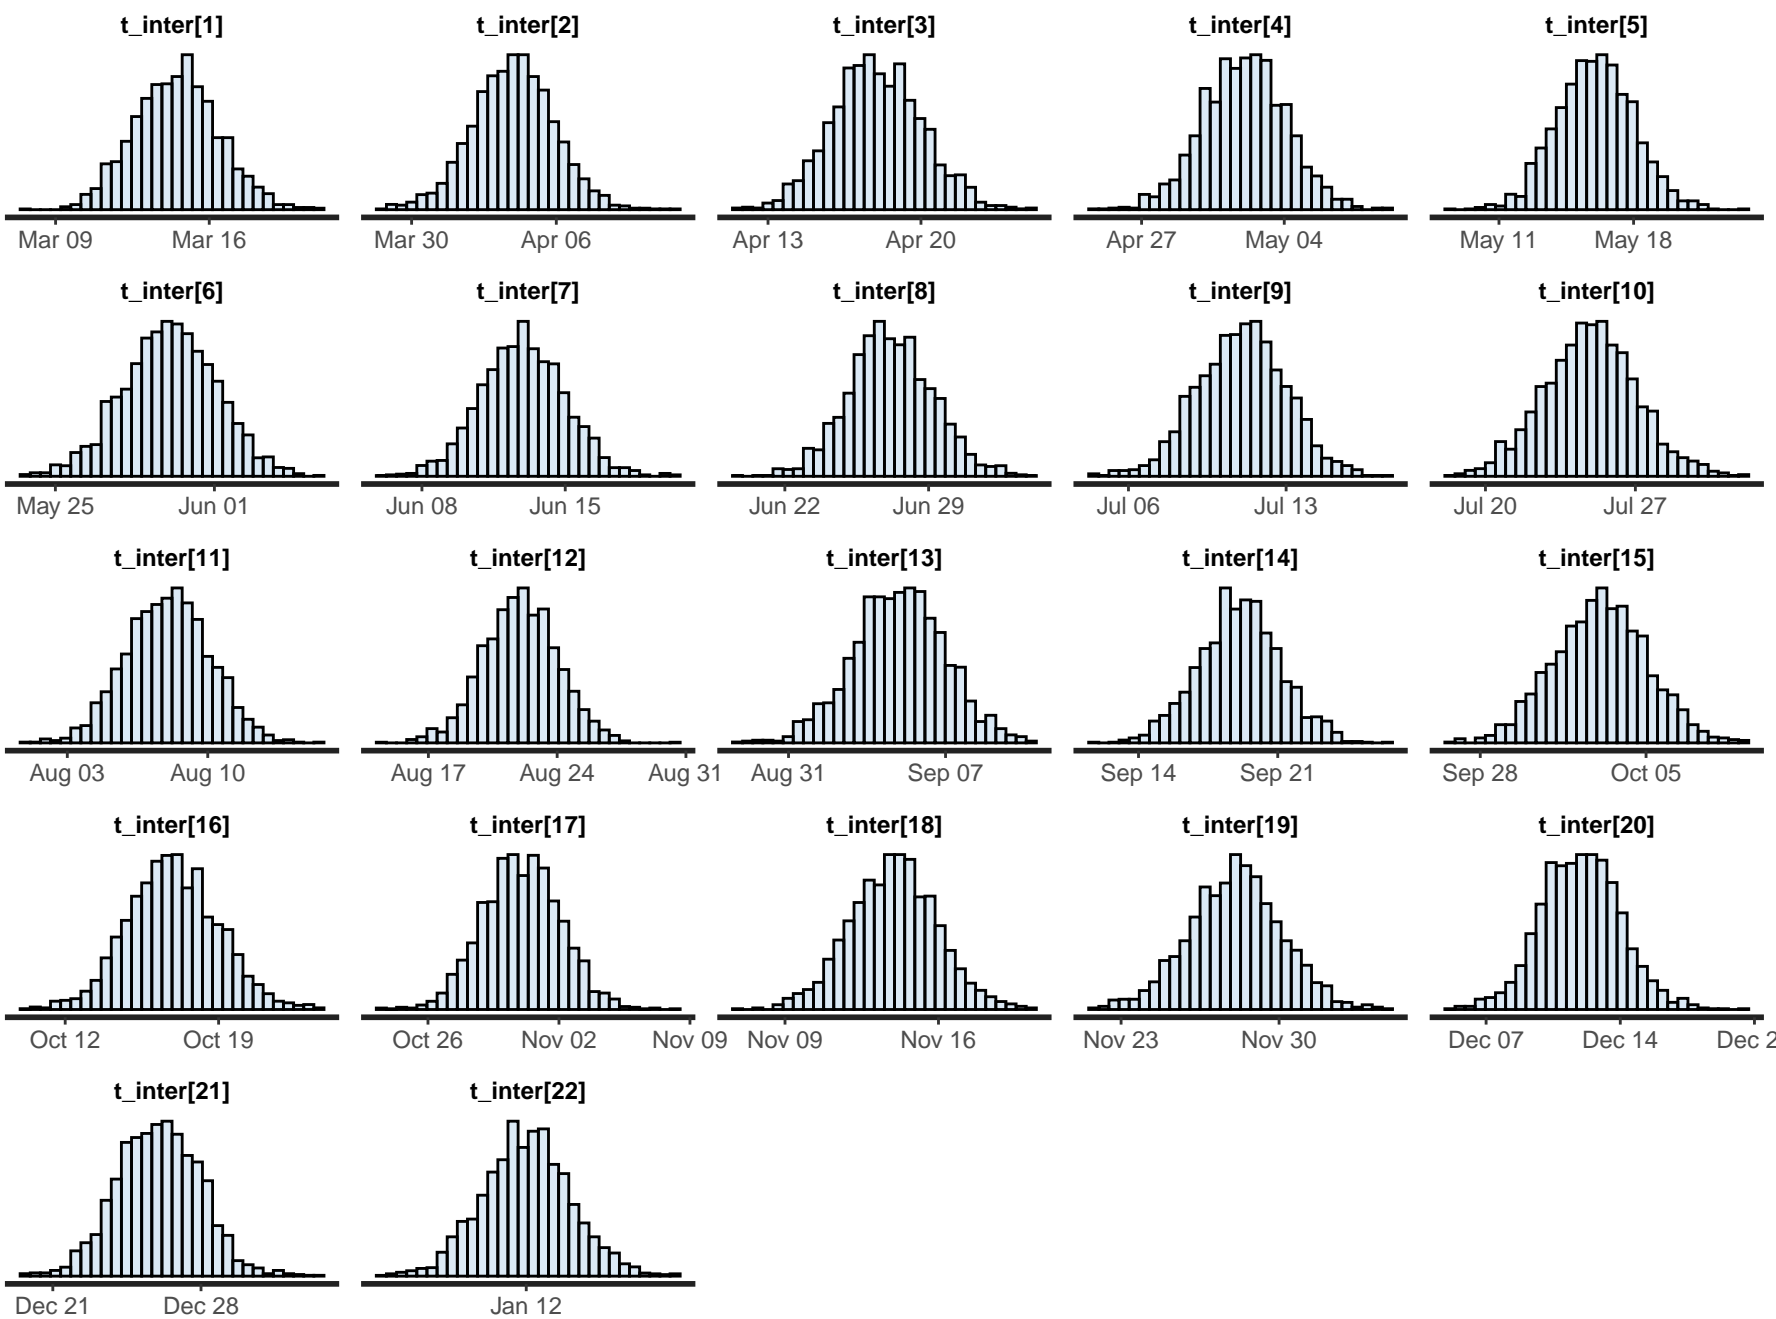 t_inter[1] t_inter[2] t_inter[3] t_inter[4] t_inter[5]
Mar 09 Mar 16 Mar 30 Apr 06 Apr 13 Apr 20 Apr 27 May 04 May 11 May 18
t_inter[6] t_inter[7] t_inter[8] t_inter[9] t_inter[10]
May 25 Jun 01 Jun 08 Jun 15 Jun 22 Jun 29 Jul 06 Jul 13 Jul 20 Jul 27
t_inter[11] t_inter[12] t_inter[13] t_inter[14] t_inter[15]
Aug 03 Aug 10 Aug 17 Aug 24 Aug 31 Aug 31 Sep 07 Sep 14 Sep 21 Sep 28 Oct 05
t_inter[16] t_inter[17] t_inter[18] t_inter[19] t_inter[20]
Oct 12 Oct 19 Oct 26 Nov 02 Nov 09 Nov 09 Nov 16 Nov 23 Nov 30 Dec 07 Dec 14 Dec 2
t_inter[21] t_inter[22]
Dec 21 Dec 28 Jan 12